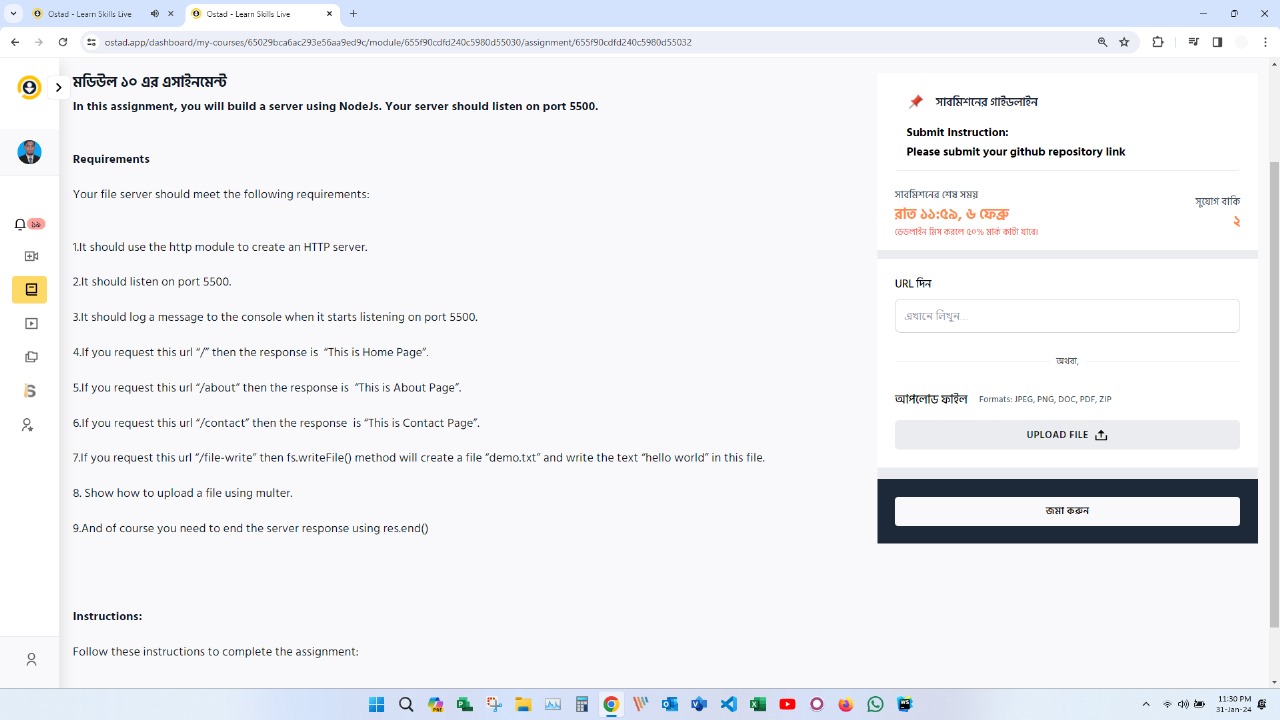 Ostad - Learn Skills Live
Ostad - Learn Skills Live
ostad.app/dashboard/my-courses/65029bca6ac293e56aa9ed9c/module/655f90cdfd240c5980d55030/assignment/655f90cdfd240c5980d55032
১৯
মডিউল ১০ এর এসাইনমেন্ট
In this assignment, you will build a server using NodeJs. Your server should listen on port 5500.
Requirements
Your file server should meet the following requirements:
1.It should use the http module to create an HTTP server.
2.It should listen on port 5500.
3.It should log a message to the console when it starts listening on port 5500.
4.If you request this url “/” then the response is “This is Home Page”.
5.If you request this url “/about” then the response is “This is About Page”.
6.If you request this url “/contact” then the response is “This is Contact Page”.
7.If you request this url “/file-write” then fs.writeFile() method will create a file “demo.txt” and write the text “hello world” in this file.
8. Show how to upload a file using multer.
9.And of course you need to end the server response using res.end()
Instructions:
Follow these instructions to complete the assignment:
সাবমিশনের গাইডলাইন
Submit Instruction:
Please submit your github repository link
সাবমিশনের শেষ সময়
রাত ১১:৫৯, ৬ ফেব্রু
ডেডলাইন মিস করলে ৫০% মার্ক কাটা যাবে।
সুযোগ বাকি
২
URL দিন
এখানে লিখুন...
অথবা,
আপলোড ফাইল Formats: JPEG, PNG, DOC, PDF, ZIP
UPLOAD FILE
জমা করুন
11:30 PM
31-Jan-24